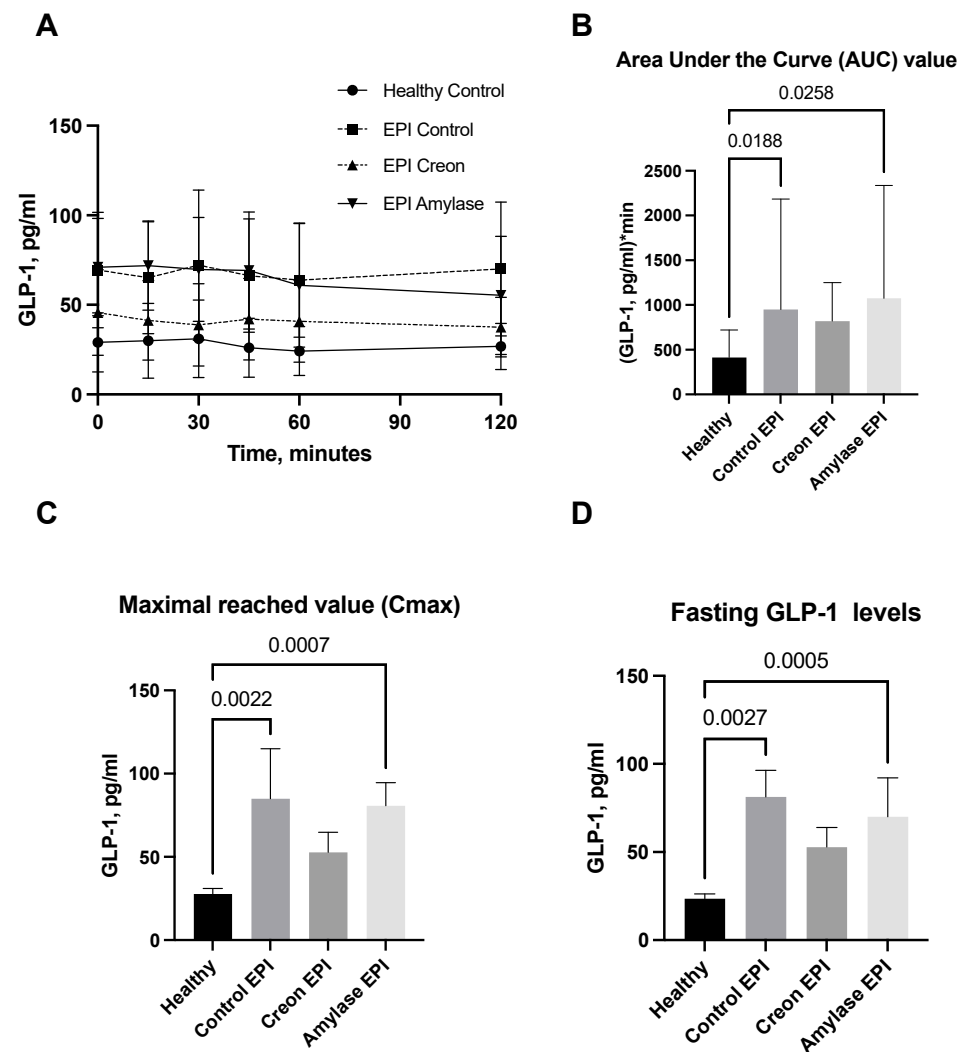 A
Healthy Control
EPI Control
EPI Creon
EPI Amylase
150
100
50
0
GLP-1, pg/ml
0
30
60
90
120
Time, minutes
B
Area Under the Curve (AUC) value
0.0258
0.0188
2500
2000
1500
1000
500
0
(GLP-1, pg/ml)*min
Healthy
Control EPI
Creon EPI
Amylase EPI
C
Maximal reached value (Cmax)
0.0007
0.0022
150
100
50
0
GLP-1, pg/ml
Healthy
Control EPI
Creon EPI
Amylase EPI
D
Fasting GLP-1  levels
0.0005
0.0027
150
100
50
0
GLP-1, pg/ml
Healthy
Control EPI
Creon EPI
Amylase EPI